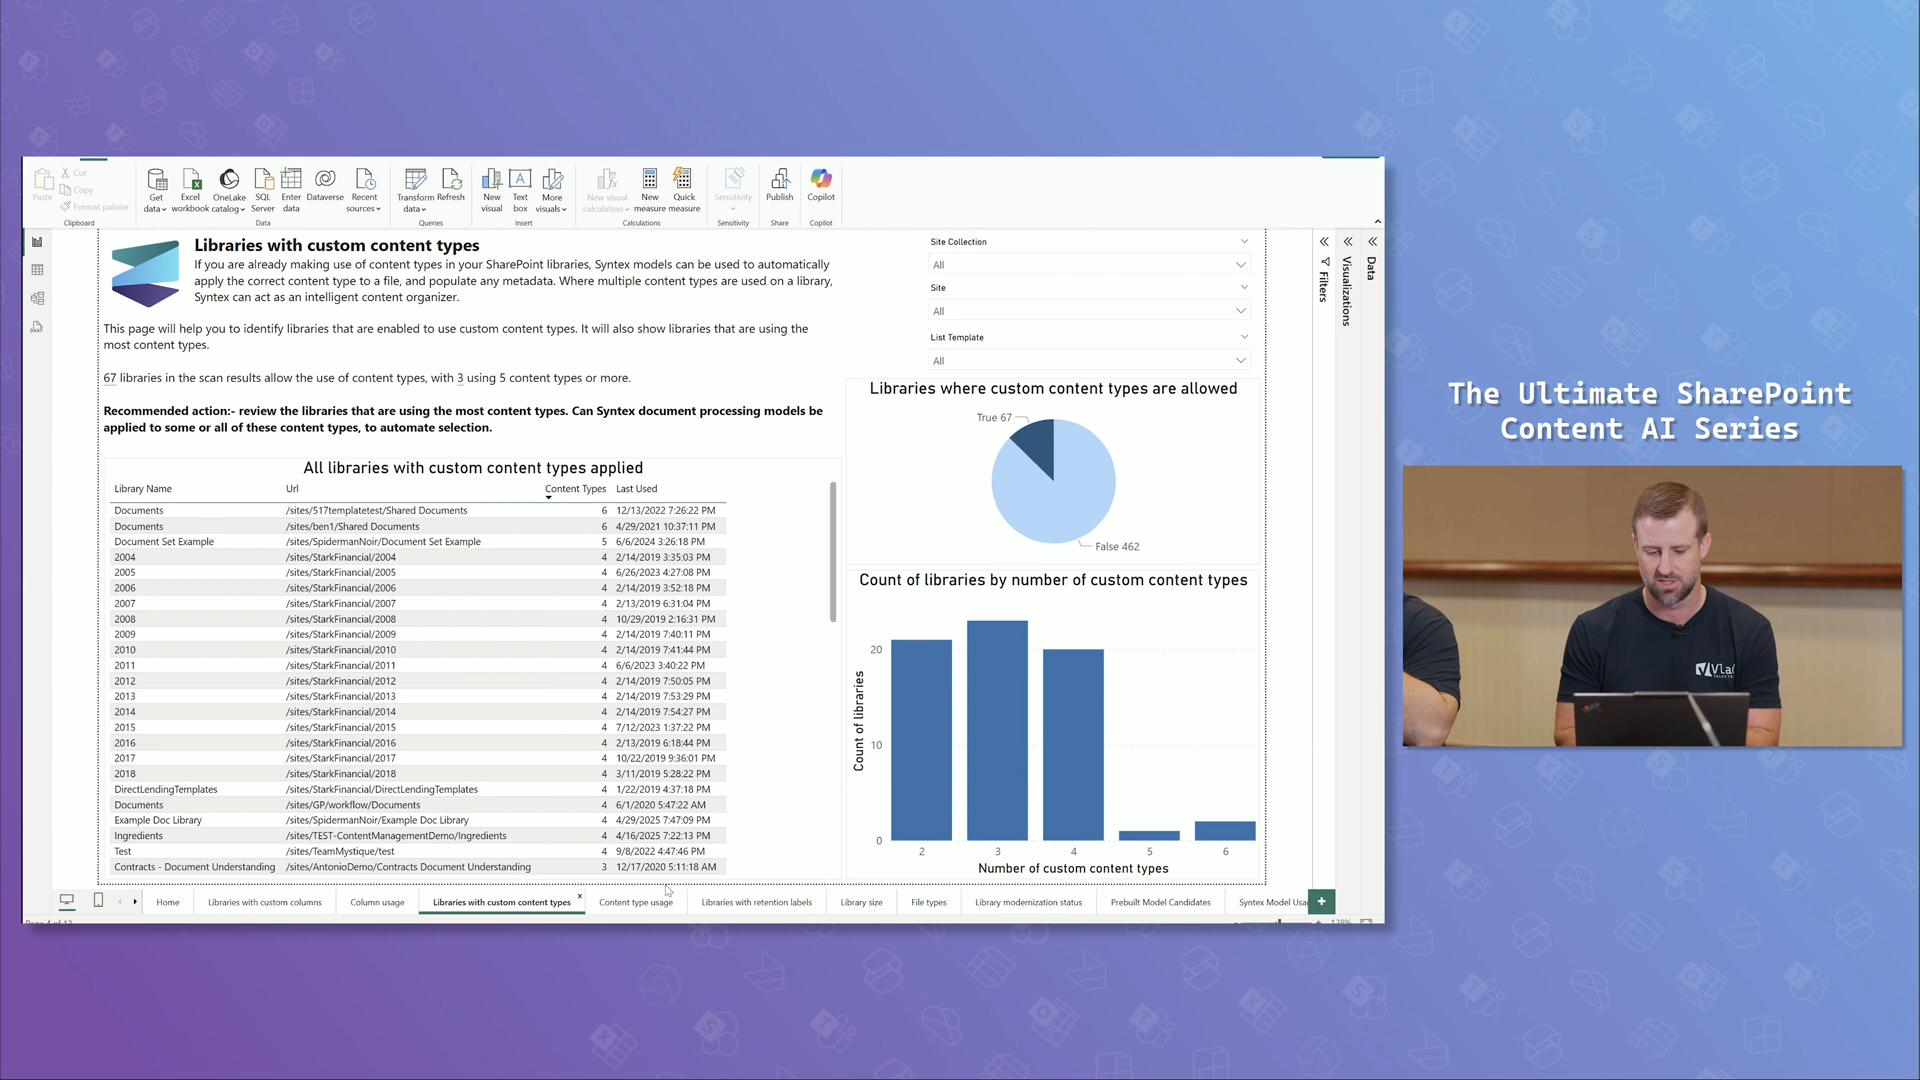 Cut
Copy
Paste
Format painter
Clipboard
Get data
Excel workbook
OneLake catalog
SQL Server
Enter data
Dataverse
Recent sources
Data
Transform data
Refresh
Queries
New visual
Text box
More visuals
Insert
New visual calculation
New measure
Quick measure
Calculations
Sensitivity
Sensitivity
Publish
Share
Copilot
Copilot
Libraries with custom content types
If you are already making use of content types in your SharePoint libraries, Syntex models can be used to automatically
apply the correct content type to a file, and populate any metadata. Where multiple content types are used on a library,
Syntex can act as an intelligent content organizer.
This page will help you to identify libraries that are enabled to use custom content types. It will also show libraries that are using the
most content types.
67 libraries in the scan results allow the use of content types, with 3 using 5 content types or more.
Recommended action:- review the libraries that are using the most content types. Can Syntex document processing models be
applied to some or all of these content types, to automate selection.
Site Collection
All
Site
All
List Template
All
Filters
Visualizations
Data
All libraries with custom content types applied
Library Name Url Content Types Last Used
Documents /sites/517templatetest/Shared Documents 6 12/13/2022 7:26:22 PM
Documents /sites/ben1/Shared Documents 6 4/29/2021 10:37:11 PM
Document Set Example /sites/SpidermanNoir/Document Set Example 5 6/6/2024 3:26:18 PM
2004 /sites/StarkFinancial/2004 4 2/14/2019 3:35:03 PM
2005 /sites/StarkFinancial/2005 4 6/26/2023 4:27:08 PM
2006 /sites/StarkFinancial/2006 4 2/14/2019 3:52:18 PM
2007 /sites/StarkFinancial/2007 4 2/13/2019 6:31:04 PM
2008 /sites/StarkFinancial/2008 4 10/29/2019 2:16:31 PM
2009 /sites/StarkFinancial/2009 4 2/14/2019 7:40:11 PM
2010 /sites/StarkFinancial/2010 4 2/14/2019 7:41:44 PM
2011 /sites/StarkFinancial/2011 4 6/6/2023 3:40:22 PM
2012 /sites/StarkFinancial/2012 4 2/14/2019 7:50:05 PM
2013 /sites/StarkFinancial/2013 4 2/14/2019 7:53:29 PM
2014 /sites/StarkFinancial/2014 4 2/14/2019 7:54:27 PM
2015 /sites/StarkFinancial/2015 4 7/12/2023 1:37:22 PM
2016 /sites/StarkFinancial/2016 4 2/13/2019 6:18:44 PM
2017 /sites/StarkFinancial/2017 4 10/22/2019 9:36:01 PM
2018 /sites/StarkFinancial/2018 4 3/11/2019 5:28:22 PM
DirectLendingTemplates /sites/StarkFinancial/DirectLendingTemplates 4 1/22/2019 4:37:18 PM
Documents /sites/GP/workflow/Documents 4 6/1/2020 5:47:22 AM
Example Doc Library /sites/SpidermanNoir/Example Doc Library 4 4/29/2025 7:47:09 PM
Ingredients /sites/TEST-ContentManagementDemo/Ingredients 4 4/16/2025 7:22:13 PM
Test /sites/TeamMystique/test 4 9/8/2022 4:47:46 PM
Contracts - Document Understanding /sites/AntonioDemo/Contracts Document Understanding 3 12/17/2020 5:11:18 AM
Libraries where custom content types are allowed
True 67
False 462
Count of libraries by number of custom content types
Count of libraries
20
10
0
2 3 4 5 6
Number of custom content types
Home
Libraries with custom columns
Column usage
Libraries with custom content types
Content type usage
Libraries with retention labels
Library size
File types
Library modernization status
Prebuilt Model Candidates
Syntex Model Usa
The Ultimate SharePoint
Content AI Series